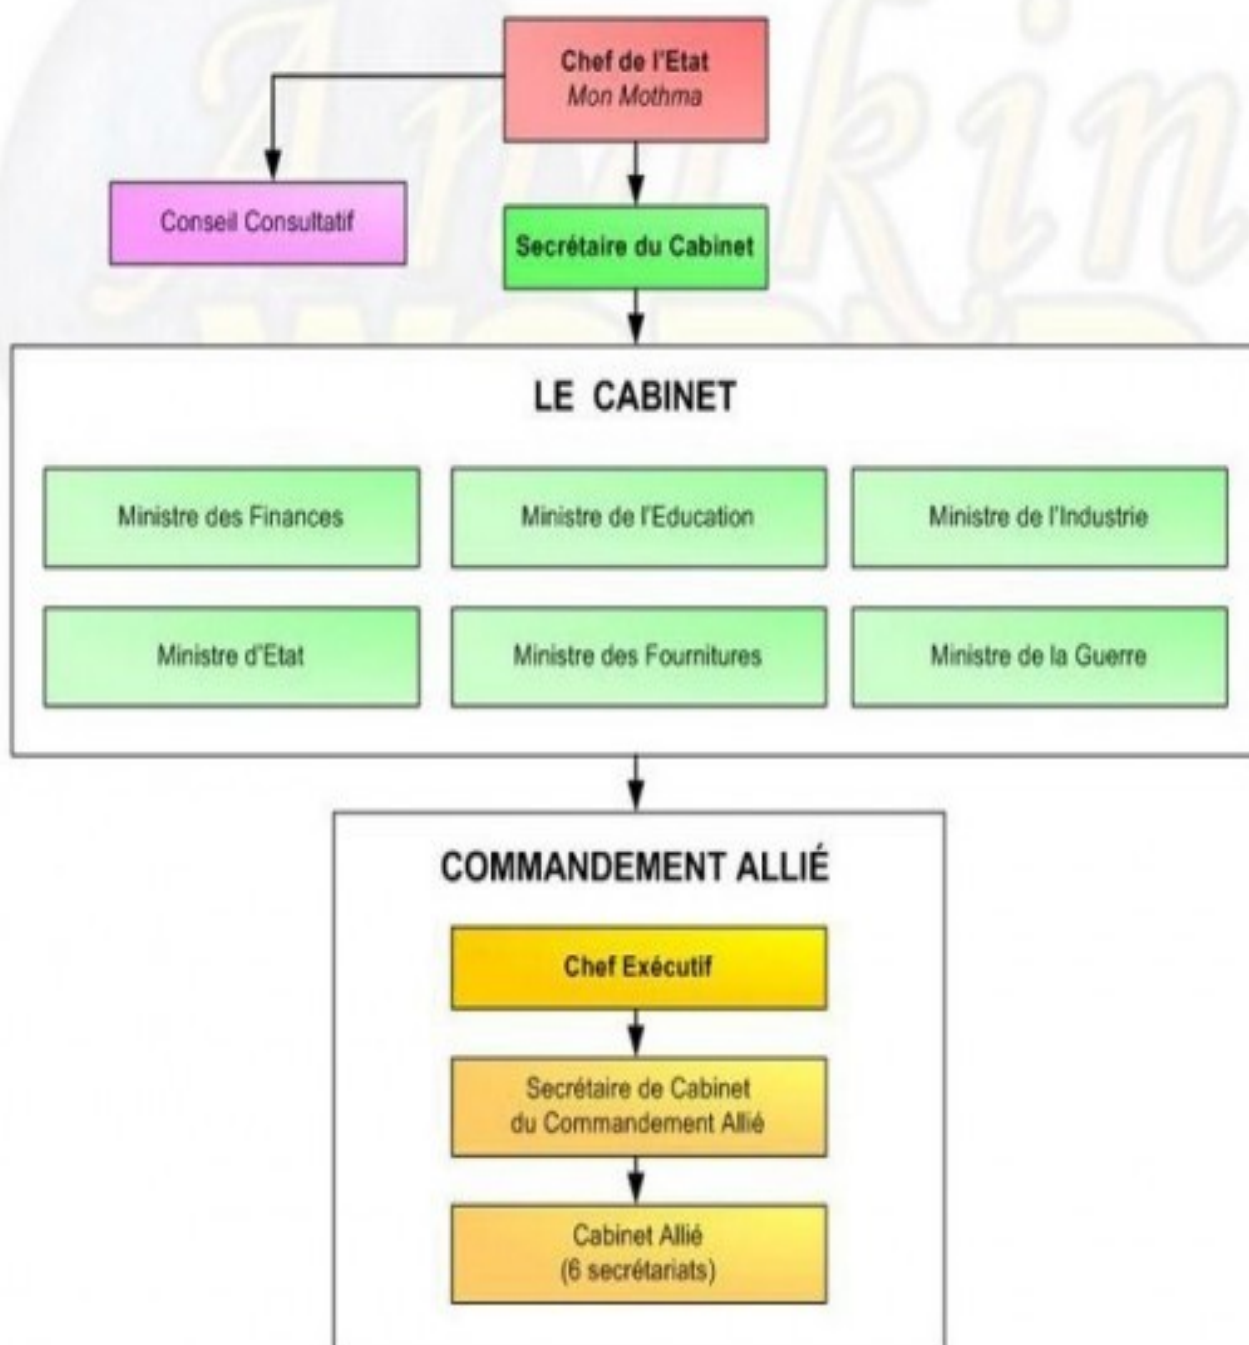 Chef de l'Etat
Mon Mothma
Conseil Consultatif
Secrétaire du Cabinet
LE CABINET
Ministre des Finances
Ministre de l'Education
Ministre de l'Industrie
Ministre d'Etat
Ministre des Fournitures
Ministre de la Guerre
COMMANDEMENT ALLIÉ
Chef Exécutif
Secrétaire de Cabinet
du Commandement Allié
Cabinet Allié
(6 secrétariats)
Anakin